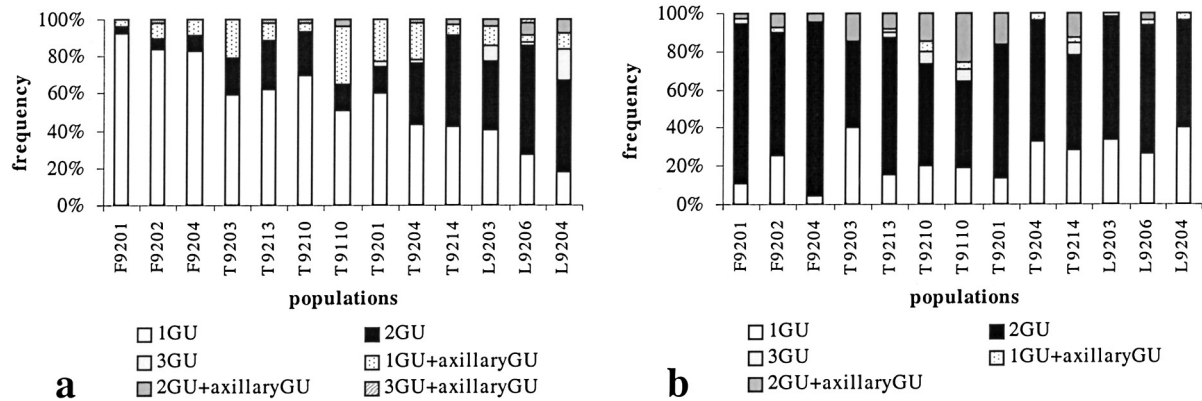 100%
80%
60%
40%
20%
0%
frequency
F9201
F9202
F9204
T9203
T9213
T9210
T9110
T9201
T9204
T9214
L9203
L9206
L9204
populations
1GU
2GU
3GU
1GU+axillaryGU
2GU+axillaryGU
3GU+axillaryGU
a
100%
80%
60%
40%
20%
0%
frequency
F9201
F9202
F9204
T9203
T9213
T9210
T9110
T9201
T9204
T9214
L9203
L9206
L9204
populations
1GU
2GU
3GU
1GU+axillaryGU
2GU+axillaryGU
b